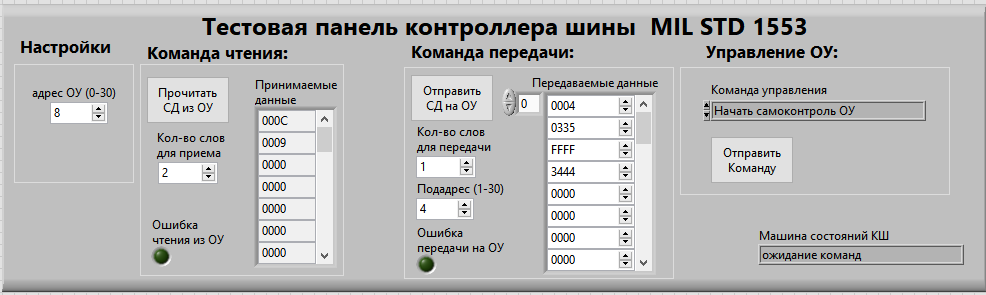 Тестовая панель контроллера шины MIL STD 1553
Настройки
адрес ОУ (0-30)
8
Команда чтения:
Прочитать
СД из ОУ
Кол-во слов
для приема
2
Ошибка
чтения из ОУ
Принимаемые
данные
000C
0009
0000
0000
0000
0000
0000
Команда передачи:
Отправить
СД на ОУ
Кол-во слов
для передачи
1
Подадрес (1-30)
4
Ошибка
передачи на ОУ
Передаваемые данные
0
0004
0335
FFFF
3444
0000
0000
0000
0000
Управление ОУ:
Команда управления
Начать самоконтроль ОУ
Отправить
Команду
Машина состояний КШ
ожидание команд